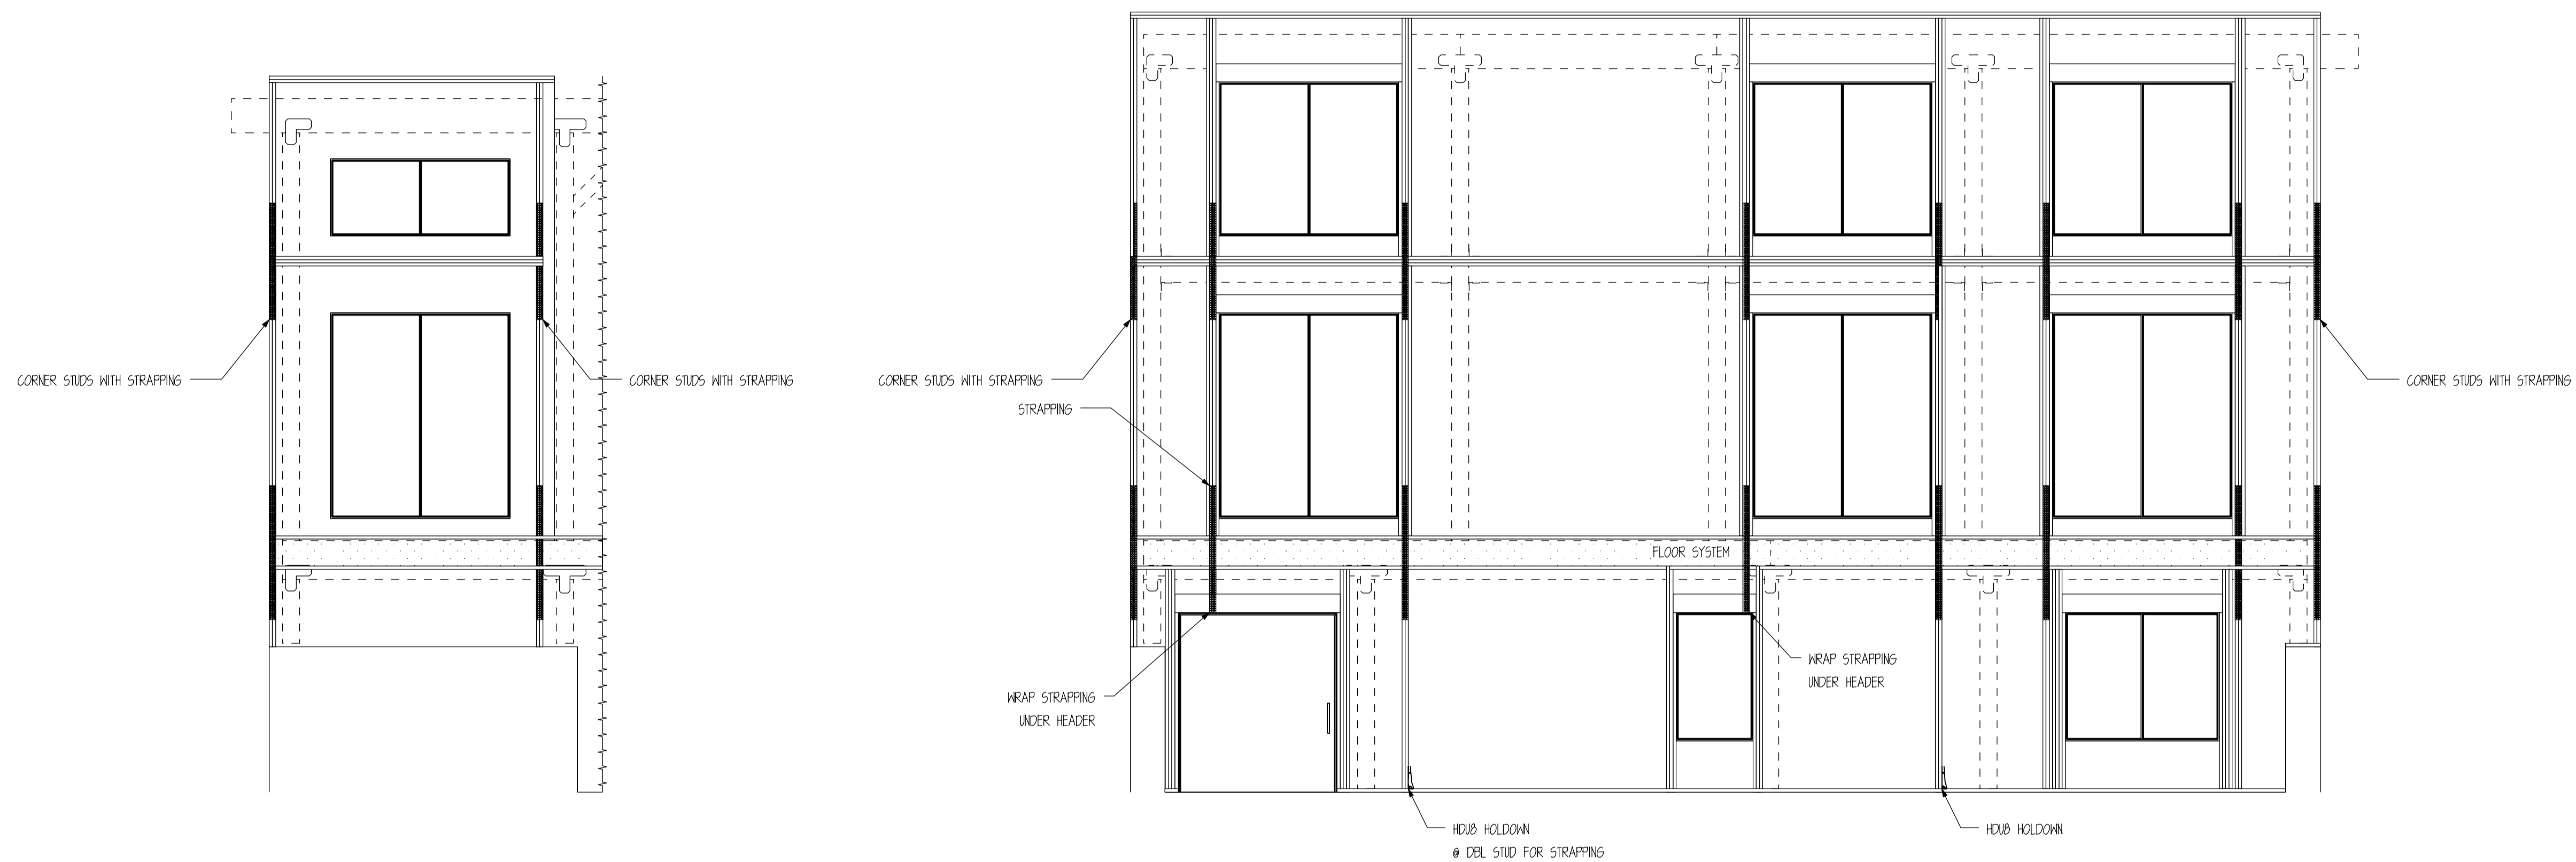 CORNER STUDS WITH STRAPPING
CORNER STUDS WITH STRAPPING
CORNER STUDS WITH STRAPPING
CORNER STUDS WITH STRAPPING
STRAPPING
FLOOR SYSTEM
WRAP STRAPPING
UNDER HEADER
WRAP STRAPPING
UNDER HEADER
HDU8 HOLDOWN
@ DBL STUD FOR STRAPPING
HDU8 HOLDOWN